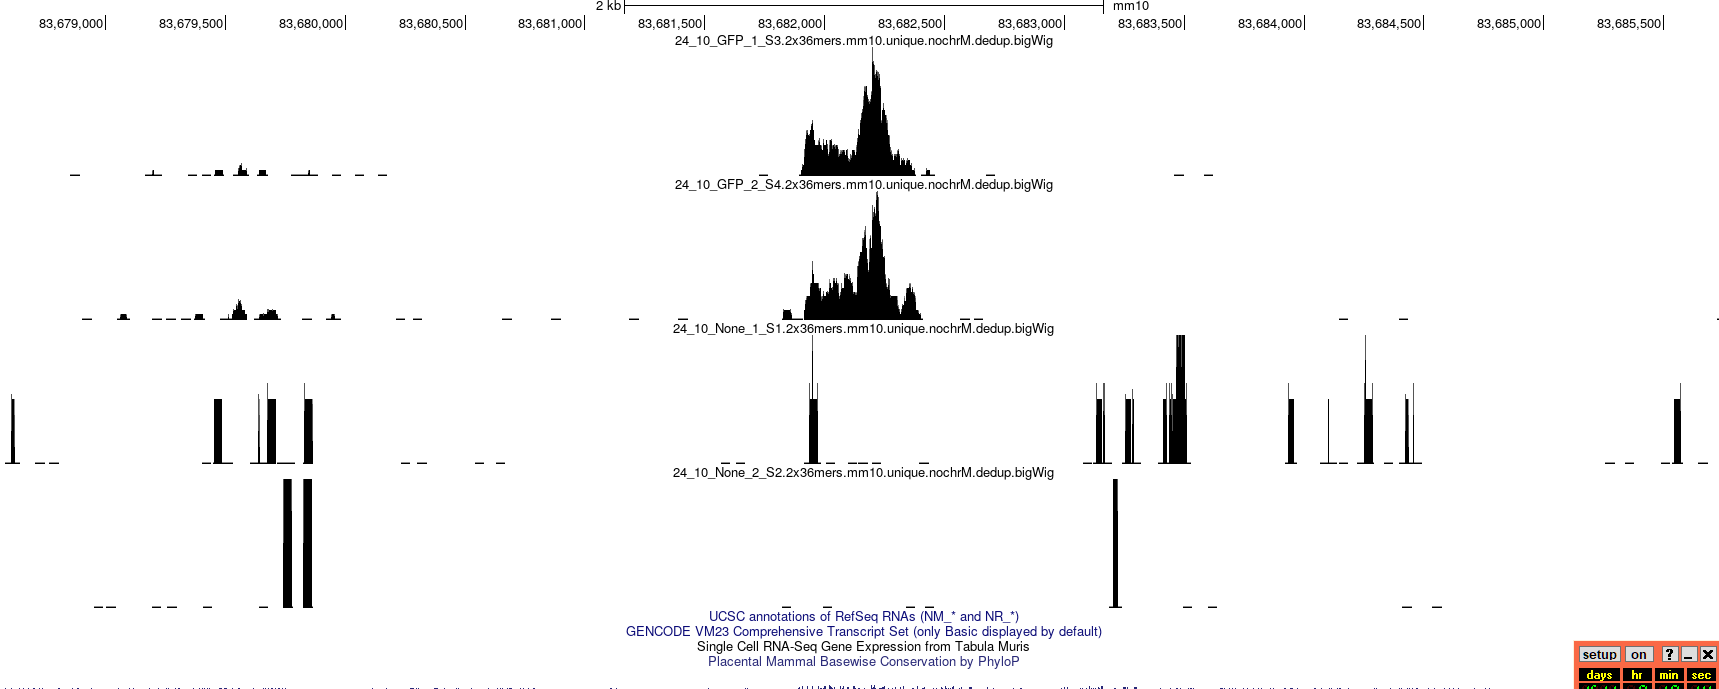 2 kb mm10
83,679,000 83,679,500 83,680,000 83,680,500 83,681,000 83,681,500 83,682,000 83,682,500 83,683,000 83,683,500 83,684,000 83,684,500 83,685,000 83,685,500
24_10_GFP_1_S3.2x36mers.mm10.unique.nochrM.dedup.bigWig
24_10_GFP_2_S4.2x36mers.mm10.unique.nochrM.dedup.bigWig
24_10_None_1_S1.2x36mers.mm10.unique.nochrM.dedup.bigWig
24_10_None_2_S2.2x36mers.mm10.unique.nochrM.dedup.bigWig
UCSC annotations of RefSeq RNAs (NM_* and NR_*)
GENCODE VM23 Comprehensive Transcript Set (only Basic displayed by default)
Single Cell RNA-Seq Gene Expression from Tabula Muris
Placental Mammal Basewise Conservation by PhyloP
setup on ? _ X
days hr min sec